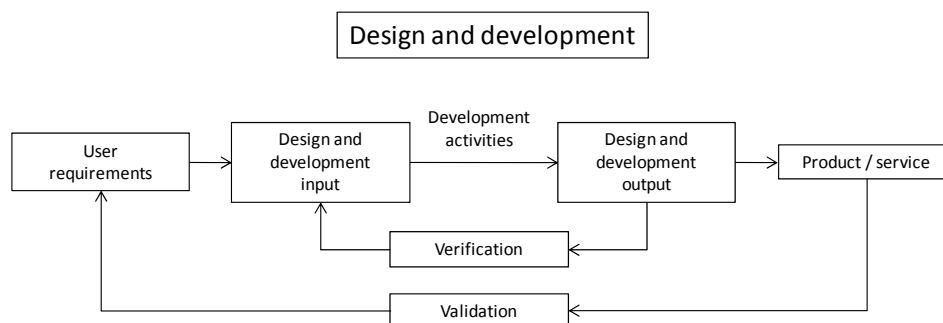 Design and development
User
requirements
Design and
development
input
Development
activities
Design and
development
output
Product / service
Verification
Validation